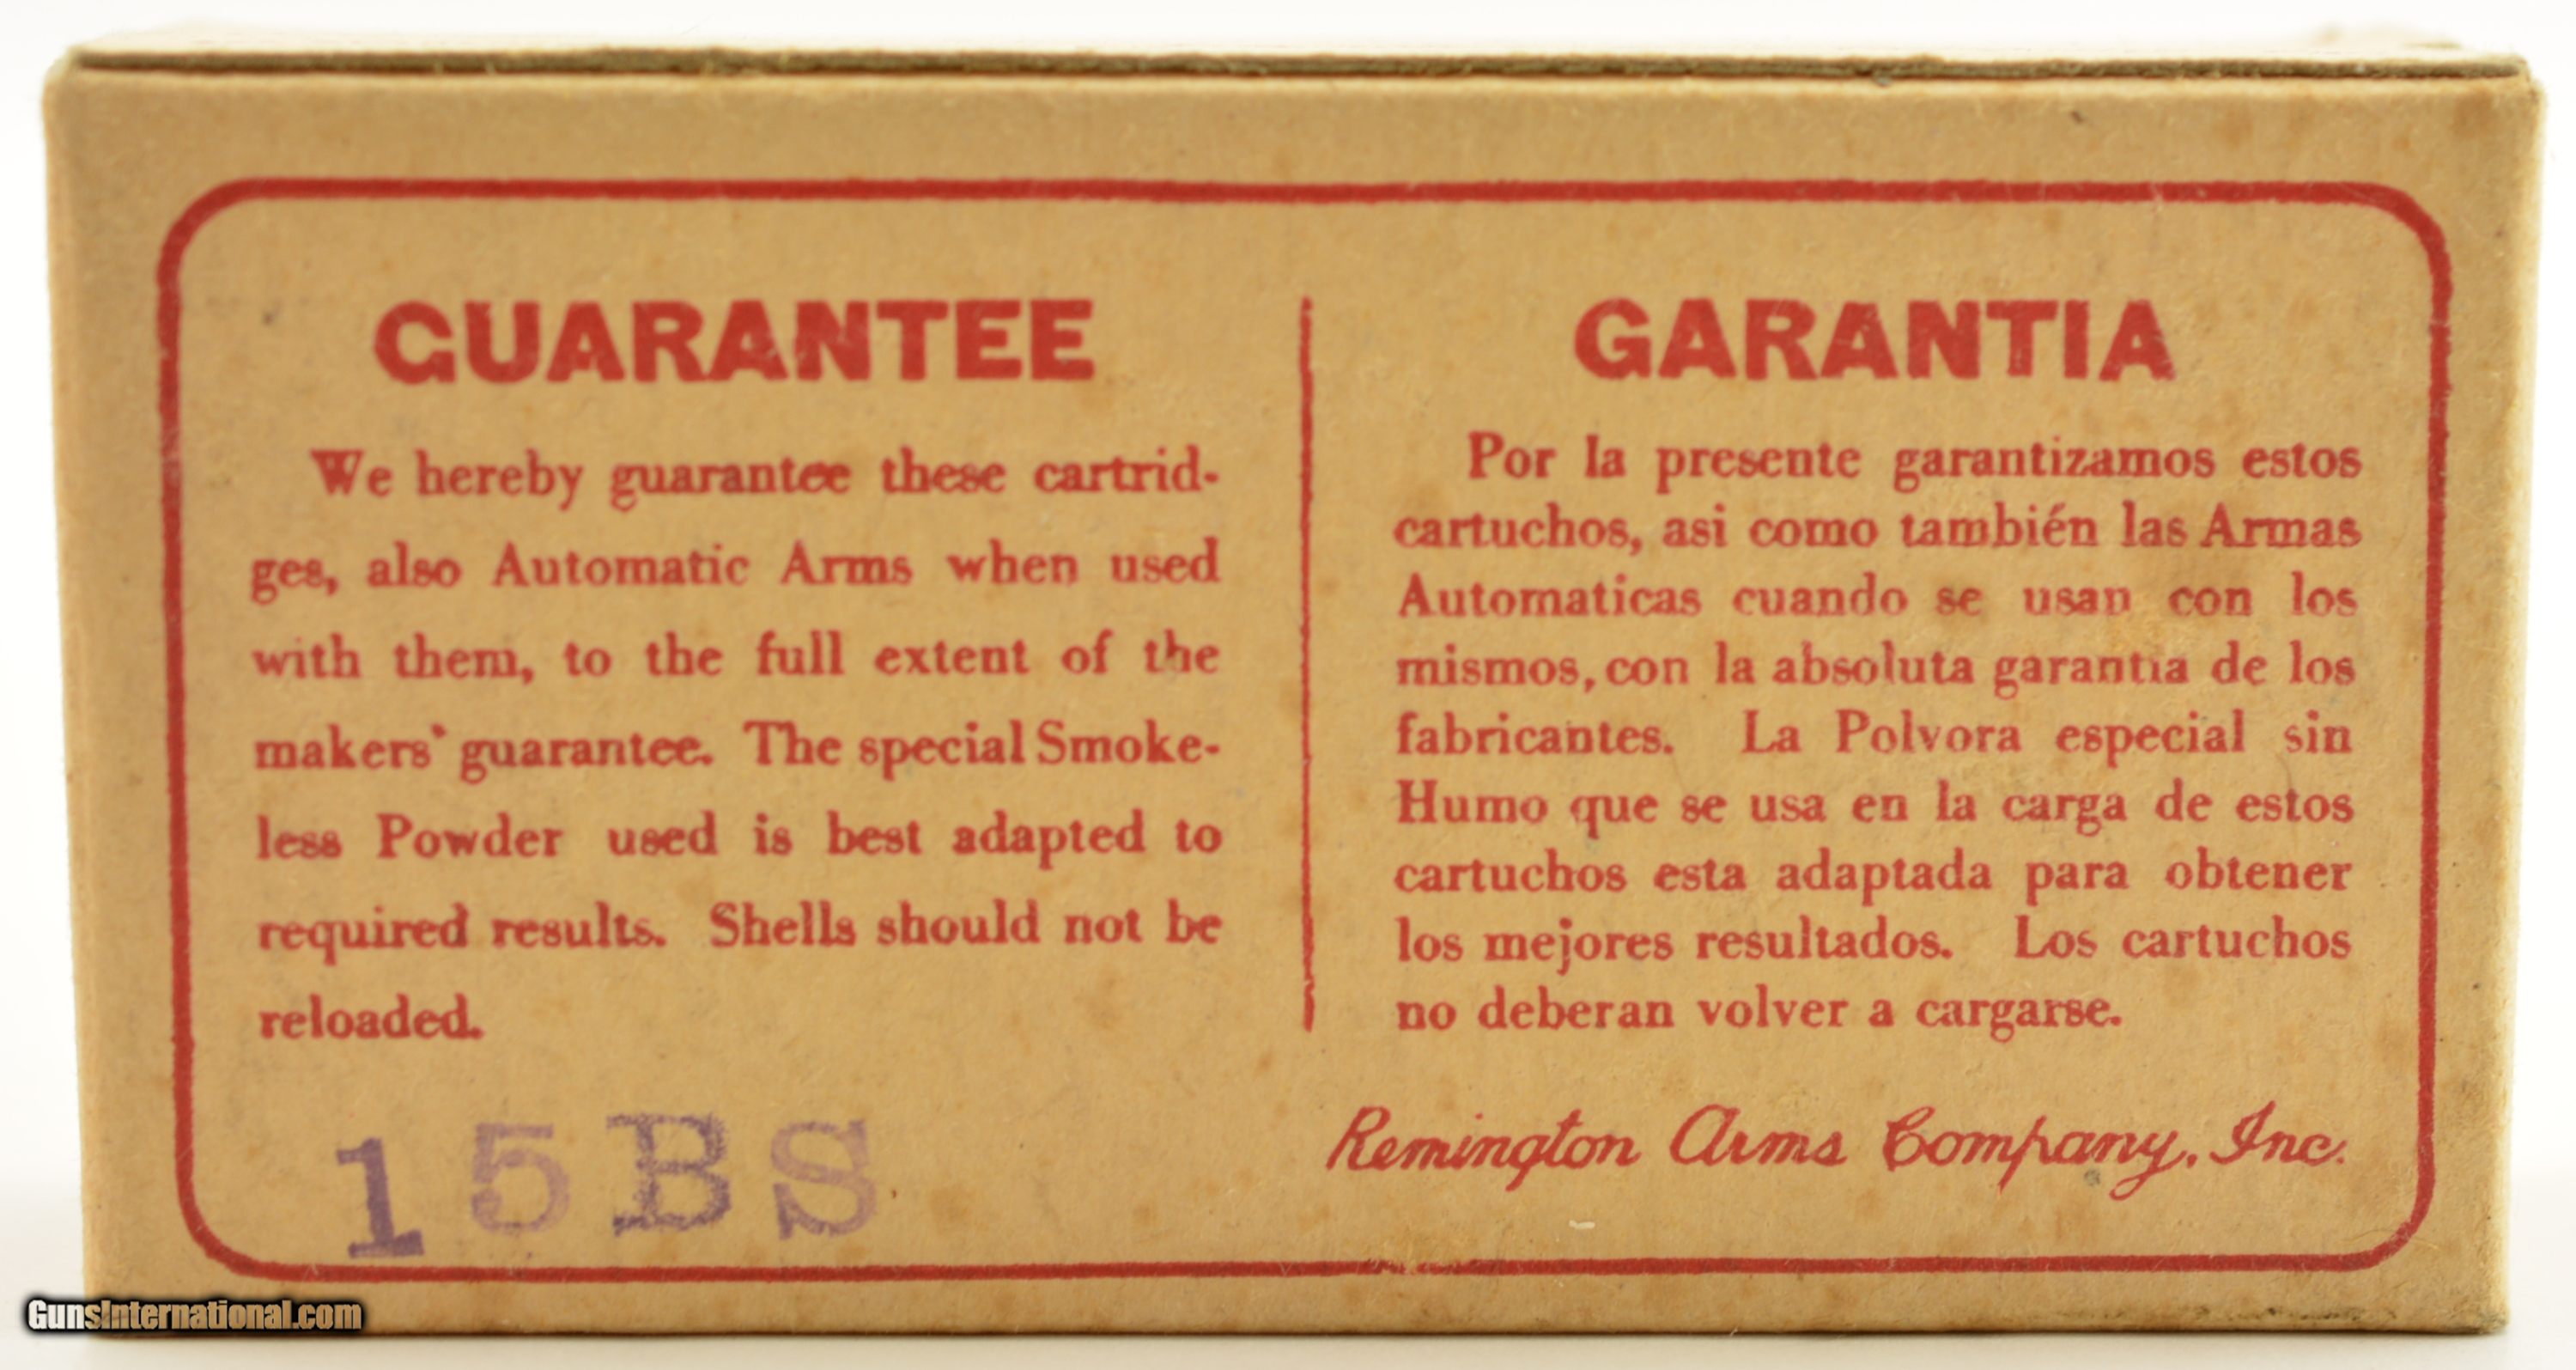 GUARANTEE
We hereby guarantee these cartrid-
ges, also Automatic Arms when used
with them, to the full extent of the
makers' guarantee. The special Smoke-
less Powder used is best adapted to
required results. Shells should not be
reloaded.
GARANTIA
Por la presente garantizamos estos
cartuchos, asi como también las Armas
Automaticas cuando se usan con los
mismos, con la absoluta garantia de los
fabricantes. La Polvora especial sin
Humo que se usa en la carga de estos
cartuchos esta adaptada para obtener
los mejores resultados. Los cartuchos
no deberan volver a cargarse.
Remington Arms Company, Inc.
15BS
GunsInternational.com